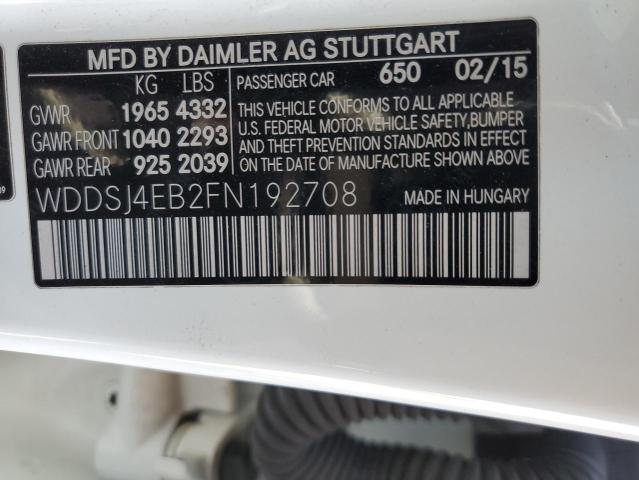 MFD BY DAIMLER AG STUTTGART
KG LBS PASSENGER CAR 650 02/15
GVWR 1965 4332
GAWR FRONT 1040 2293
GAWR REAR 925 2039
THIS VEHICLE CONFORMS TO ALL APPLICABLE
U.S. FEDERAL MOTOR VEHICLE SAFETY,BUMPER
AND THEFT PREVENTION STANDARDS IN EFFECT
ON THE DATE OF MANUFACTURE SHOWN ABOVE
WDDSJ4EB2FN192708 MADE IN HUNGARY